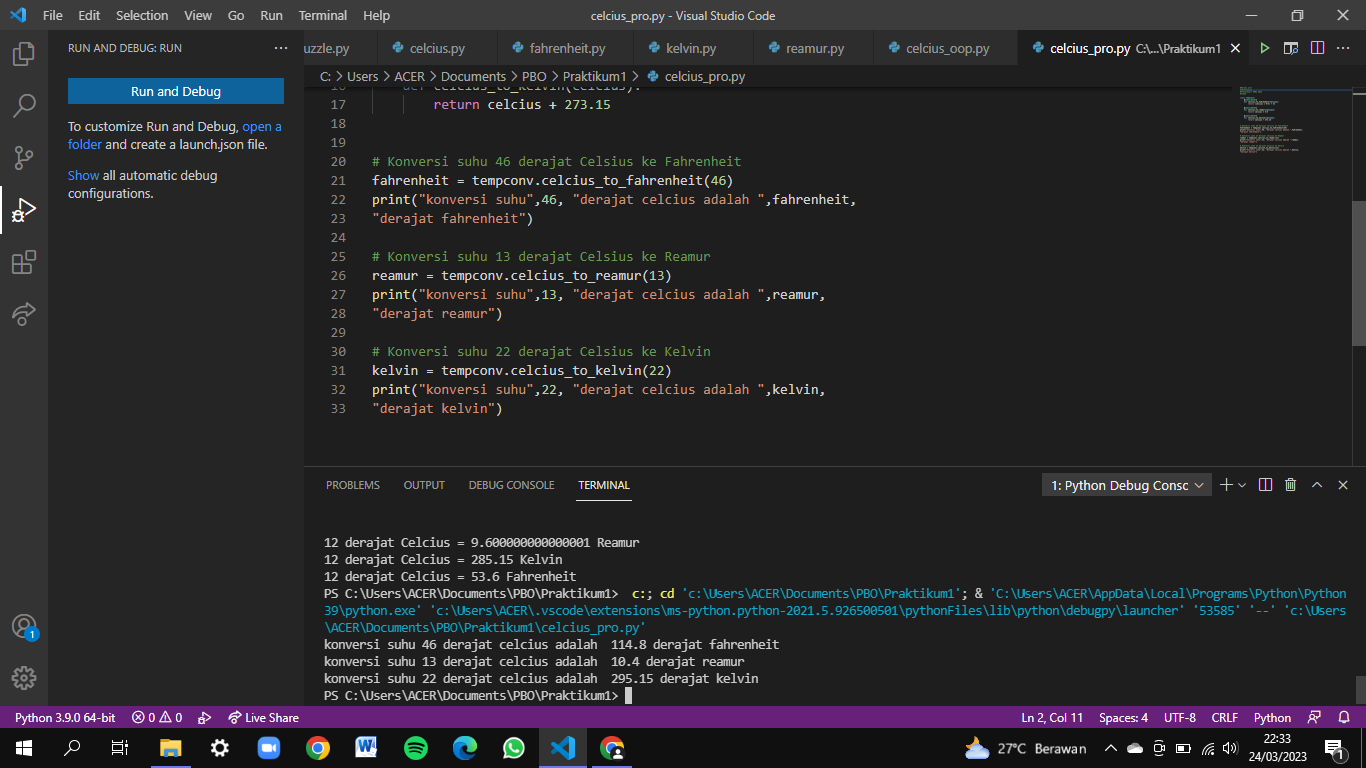 File Edit Selection View Go Run Terminal Help celcius_pro.py - Visual Studio Code
RUN AND DEBUG: RUN ...
uzzle.py celcius.py fahrenheit.py kelvin.py reamur.py celcius_oop.py celcius_pro.py C:\...\Praktikum1
C: > Users > ACER > Documents > PBO > Praktikum1 > celcius_pro.py
Run and Debug
To customize Run and Debug, open a
folder and create a launch.json file.
Show all automatic debug
configurations.
16 def celcius_to_kelvin(celcius):
17 return celcius + 273.15
18
19
20 # Konversi suhu 46 derajat Celsius ke Fahrenheit
21 fahrenheit = tempconv.celcius_to_fahrenheit(46)
22 print("konversi suhu",46, "derajat celcius adalah ",fahrenheit,
23 "derajat fahrenheit")
24
25 # Konversi suhu 13 derajat Celsius ke Reamur
26 reamur = tempconv.celcius_to_reamur(13)
27 print("konversi suhu",13, "derajat celcius adalah ",reamur,
28 "derajat reamur")
29
30 # Konversi suhu 22 derajat Celsius ke Kelvin
31 kelvin = tempconv.celcius_to_kelvin(22)
32 print("konversi suhu",22, "derajat celcius adalah ",kelvin,
33 "derajat kelvin")
PROBLEMS OUTPUT DEBUG CONSOLE TERMINAL 1: Python Debug Consc
12 derajat Celcius = 9.600000000000001 Reamur
12 derajat Celcius = 285.15 Kelvin
12 derajat Celcius = 53.6 Fahrenheit
PS C:\Users\ACER\Documents\PBO\Praktikum1> c:; cd 'c:\Users\ACER\Documents\PBO\Praktikum1'; & 'C:\Users\ACER\AppData\Local\Programs\Python\Python
39\python.exe' 'c:\Users\ACER\.vscode\extensions\ms-python.python-2021.5.926500501\pythonFiles\lib\python\debugpy\launcher' '53585' '--' 'c:\Users
\ACER\Documents\PBO\Praktikum1\celcius_pro.py'
konversi suhu 46 derajat celcius adalah  114.8 derajat fahrenheit
konversi suhu 13 derajat celcius adalah  10.4 derajat reamur
konversi suhu 22 derajat celcius adalah  295.15 derajat kelvin
PS C:\Users\ACER\Documents\PBO\Praktikum1>
1
Python 3.9.0 64-bit 0 0 Live Share Ln 2, Col 11 Spaces: 4 UTF-8 CRLF Python
27°C Berawan
22:33
24/03/2023
1